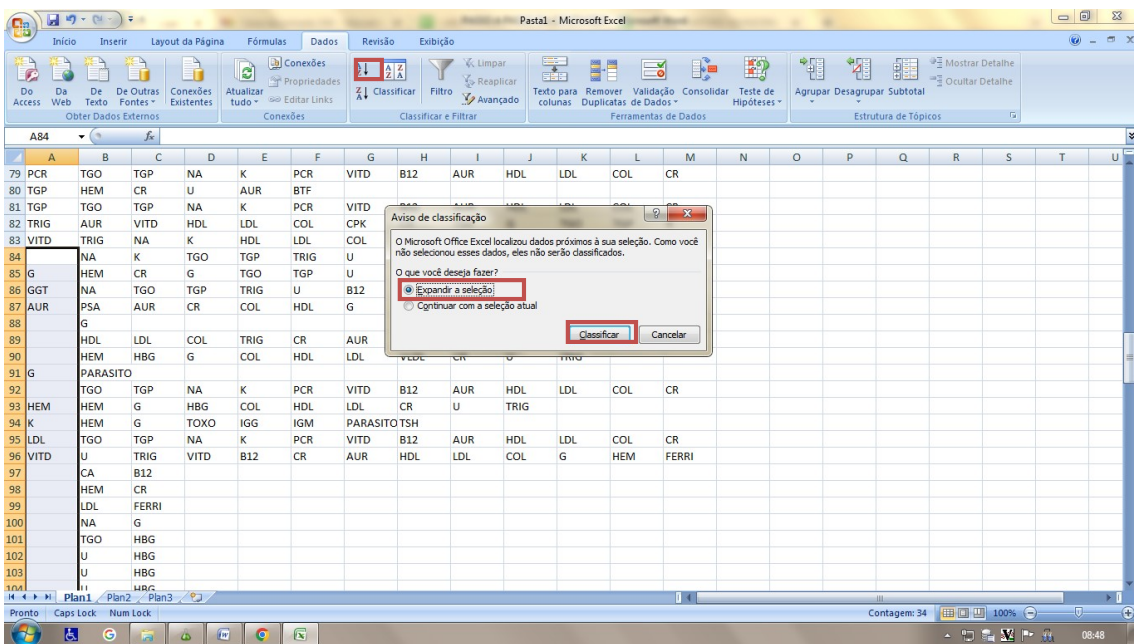 Pasta1 - Microsoft Excel
Início Inserir Layout da Página Fórmulas Dados Revisão Exibição
Do Access Da Web De Texto De Outras Fontes Conexões Existentes Atualizar tudo Conexões Propriedades Editar Links Classificar Filtro Limpar Reaplicar Avançado Texto para colunas Remover Duplicatas Validação de Dados Consolidar Teste de Hipóteses Agrupar Desagrupar Subtotal Mostrar Detalhe Ocultar Detalhe
Obter Dados Externos Conexões Classificar e Filtrar Ferramentas de Dados Estrutura de Tópicos
A84 fx
A B C D E F G H I J K L M N O P Q R S T U
79 PCR TGO TGP NA K PCR VITD B12 AUR HDL LDL COL CR
80 TGP HEM CR U AUR BTF
81 TGP TGO TGP NA K PCR VITD
82 TRIG AUR VITD HDL LDL COL CPK
83 VITD TRIG NA K HDL LDL COL
84 NA K TGO TGP TRIG U
85 G HEM CR G TGO TGP U
86 GGT NA TGO TGP TRIG U B12
87 AUR PSA AUR CR COL HDL G
88 G
89 HDL LDL COL TRIG CR AUR
90 HEM HBG G COL HDL LDL VLDL CR U TRIG
91 G PARASITO
92 TGO TGP NA K PCR VITD B12 AUR HDL LDL COL CR
93 HEM HEM G HBG COL HDL LDL CR U TRIG
94 K HEM G TOXO IGG IGM PARASITO TSH
95 LDL TGO TGP NA K PCR VITD B12 AUR HDL LDL COL CR
96 VITD U TRIG VITD B12 CR AUR HDL LDL COL G HEM FERRI
97 CA B12
98 HEM CR
99 LDL FERRI
100 NA G
101 TGO HBG
102 U HBG
103 U HBG
104 U HBG
Aviso de classificação
O Microsoft Office Excel localizou dados próximos à sua seleção. Como você
não selecionou esses dados, eles não serão classificados.
O que você deseja fazer?
Expandir a seleção
Continuar com a seleção atual
Classificar Cancelar
Plan1 Plan2 Plan3
Pronto Caps Lock Num Lock Contagem: 34 100%
08:48